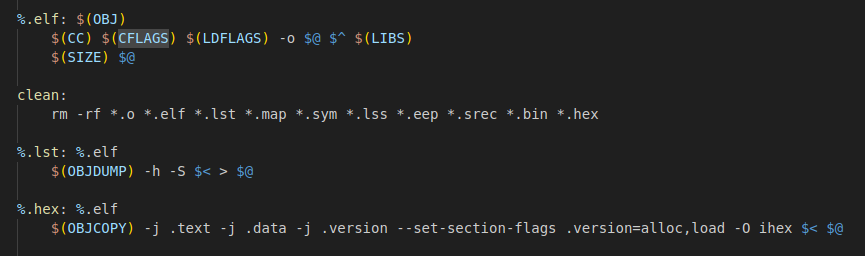 %.elf: $(OBJ)
    $(CC) $(CFLAGS) $(LDFLAGS) -o $@ $^ $(LIBS)
    $(SIZE) $@
clean:
    rm -rf *.o *.elf *.lst *.map *.sym *.lss *.eep *.srec *.bin *.hex
%.lst: %.elf
    $(OBJDUMP) -h -S $< > $@
%.hex: %.elf
    $(OBJCOPY) -j .text -j .data -j .version --set-section-flags .version=alloc,load -O ihex $< $@